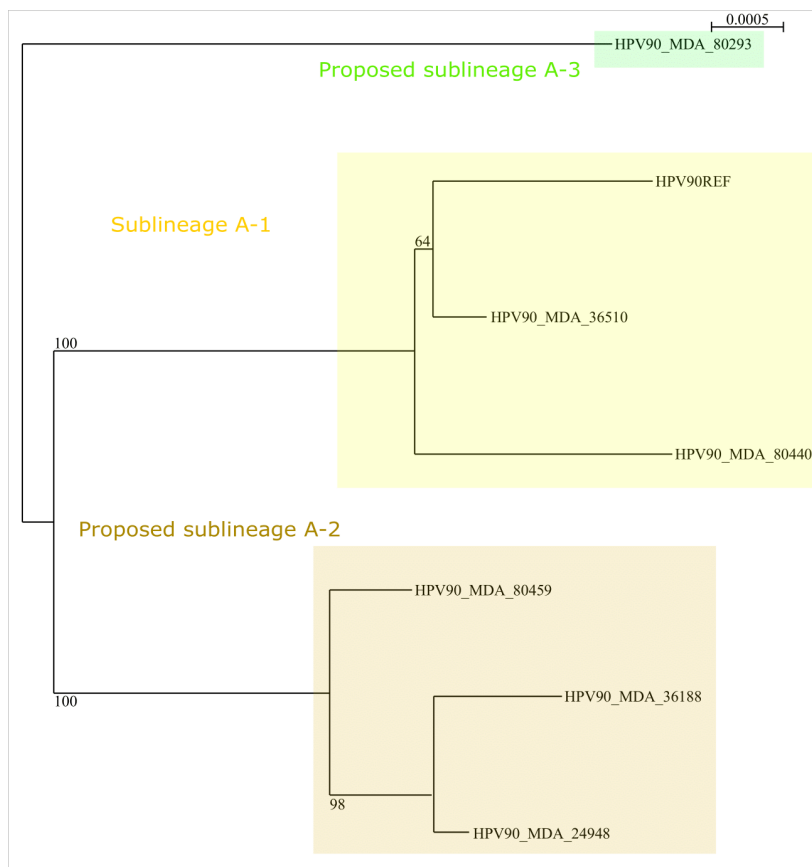 0.0005
HPV90_MDA_80293
Proposed sublineage A-3
HPV90REF
Sublineage A-1
64
HPV90_MDA_36510
100
HPV90_MDA_80440
Proposed sublineage A-2
HPV90_MDA_80459
HPV90_MDA_36188
100
98
HPV90_MDA_24948